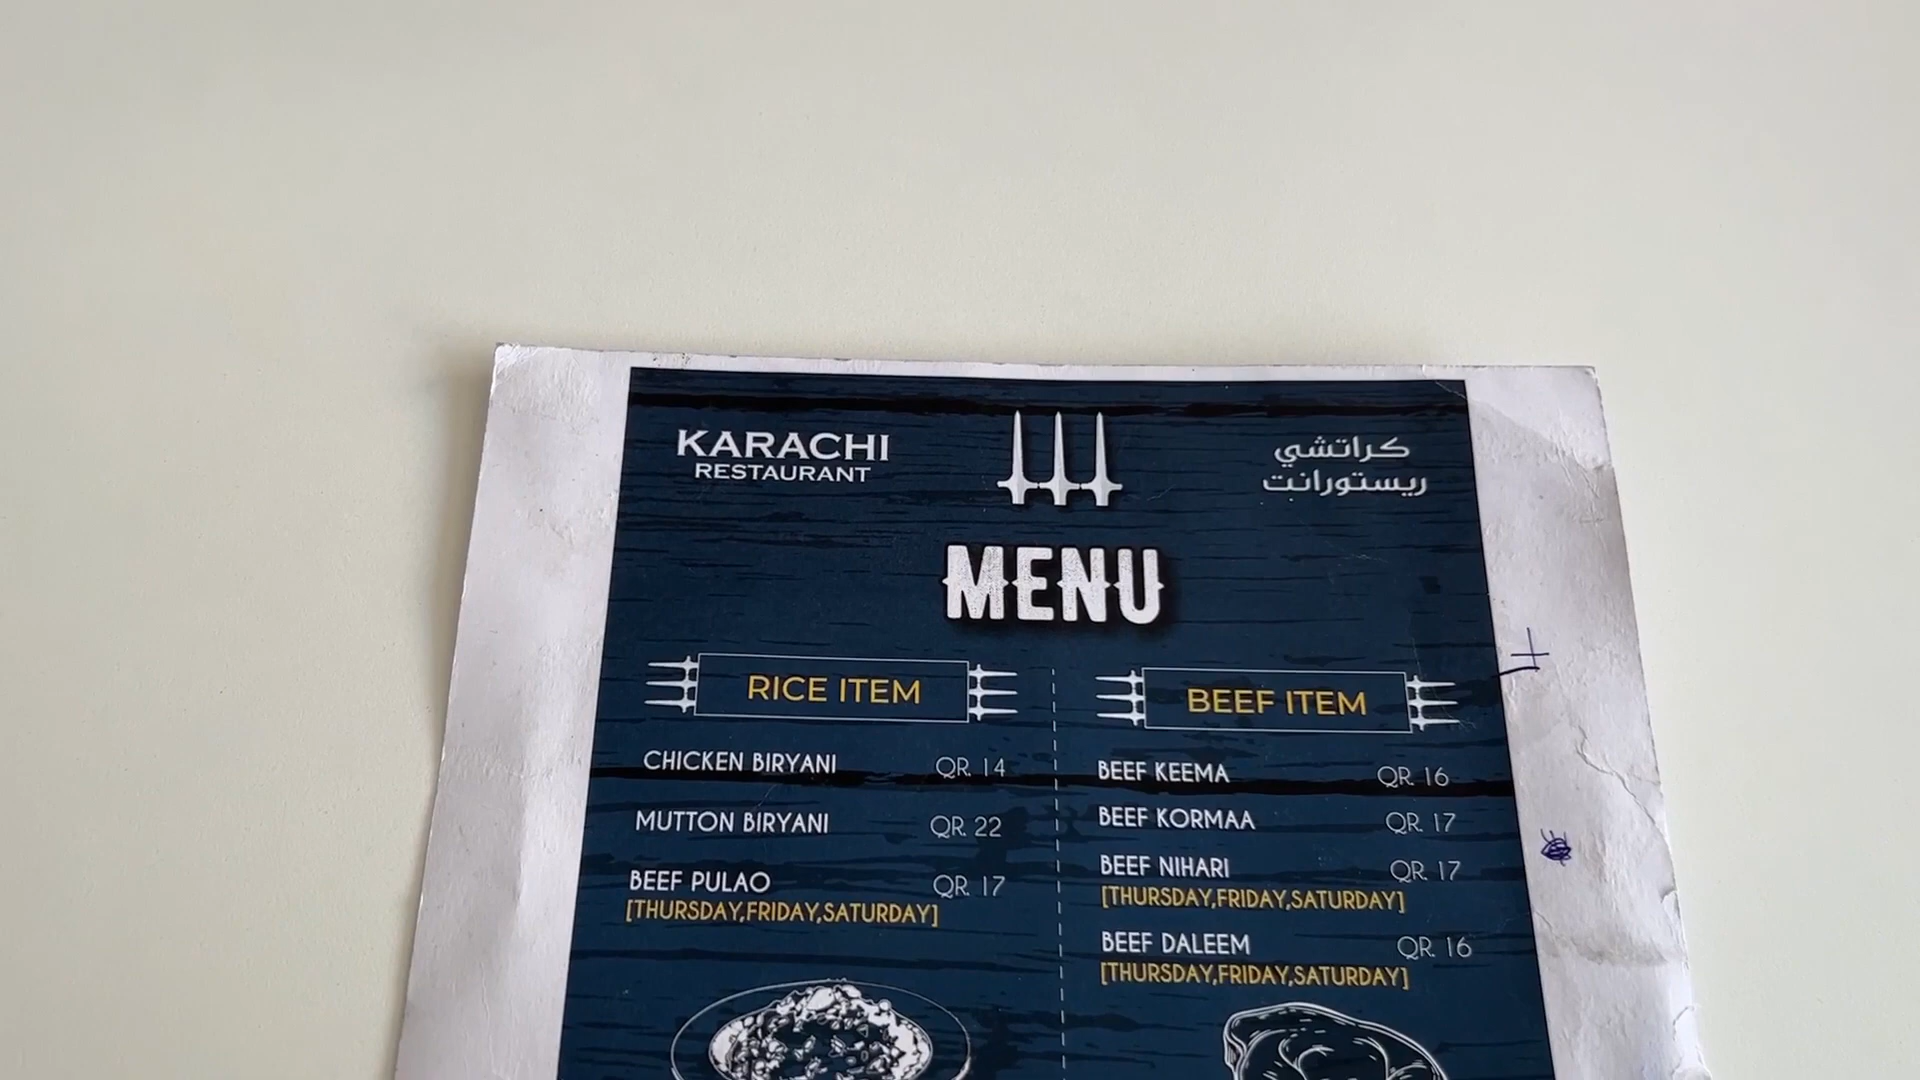 KARACHI
RESTAURANT
كراتشي
ريستورانت
MENU
RICE ITEM
CHICKEN BIRYANI QR. 14
MUTTON BIRYANI QR. 22
BEEF PULAO QR. 17
[THURSDAY,FRIDAY,SATURDAY]
BEEF ITEM
BEEF KEEMA QR. 16
BEEF KORMAA QR. 17
BEEF NIHARI QR. 17
[THURSDAY,FRIDAY,SATURDAY]
BEEF DALEEM QR. 16
[THURSDAY,FRIDAY,SATURDAY]